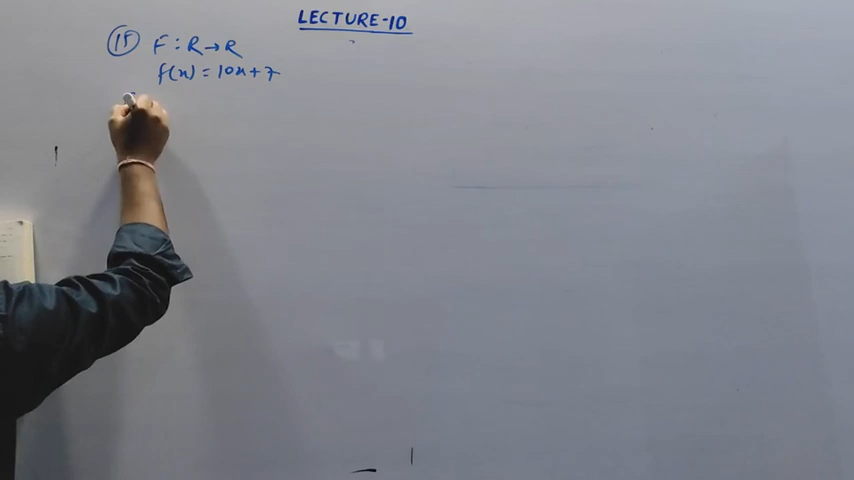 LECTURE-10
15 F : R → R
f(x) = 10x + 7